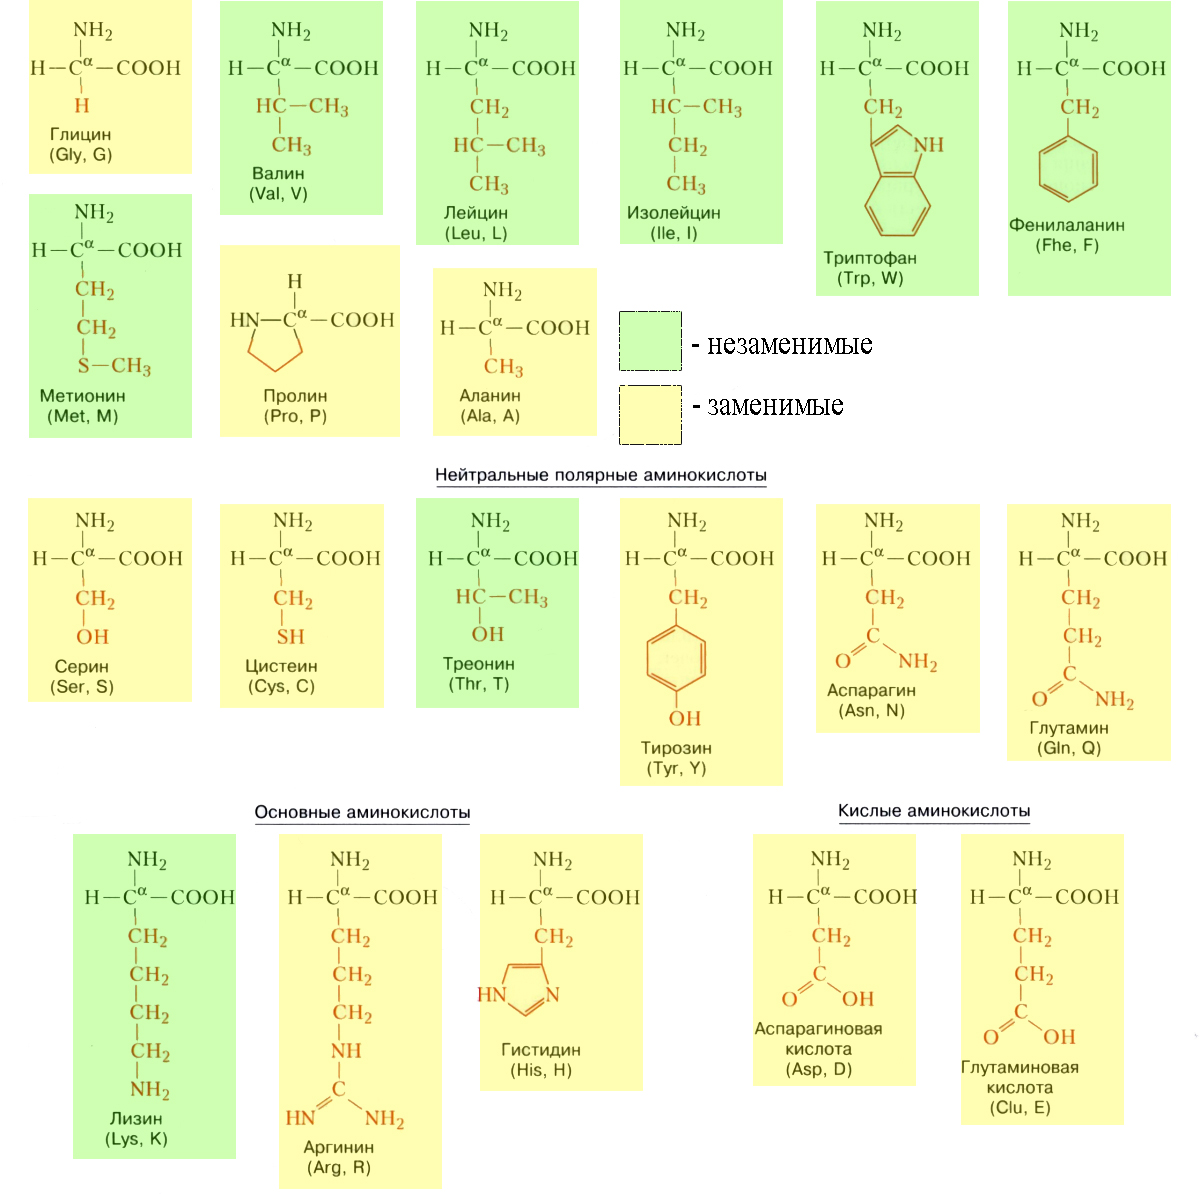 NH2
H—Cα—COOH
H
Глицин
(Gly, G)
NH2
H—Cα—COOH
HC—CH3
CH3
Валин
(Val, V)
NH2
H—Cα—COOH
CH2
HC—CH3
CH3
Лейцин
(Leu, L)
NH2
H—Cα—COOH
HC—CH3
CH2
CH3
Изолейцин
(Ile, I)
NH2
H—Cα—COOH
CH2
NH
Триптофан
(Trp, W)
NH2
H—Cα—COOH
CH2
Фенилаланин
(Fhe, F)
NH2
H—Cα—COOH
CH2
CH2
S—CH3
Метионин
(Met, M)
H
HN—Cα—COOH
Пролин
(Pro, P)
NH2
H—Cα—COOH
CH3
Аланин
(Ala, A)
- незаменимые
- заменимые
Нейтральные полярные аминокислоты
NH2
H—Cα—COOH
CH2
OH
Серин
(Ser, S)
NH2
H—Cα—COOH
CH2
SH
Цистеин
(Cys, C)
NH2
H—Cα—COOH
HC—CH3
OH
Треонин
(Thr, T)
NH2
H—Cα—COOH
CH2
OH
Тирозин
(Tyr, Y)
NH2
H—Cα—COOH
CH2
C
O NH2
Аспарагин
(Asn, N)
NH2
H—Cα—COOH
CH2
CH2
C
O NH2
Глутамин
(Gln, Q)
Основные аминокислоты
NH2
H—Cα—COOH
CH2
CH2
CH2
CH2
NH2
Лизин
(Lys, K)
NH2
H—Cα—COOH
CH2
CH2
CH2
NH
C
HN NH2
Аргинин
(Arg, R)
NH2
H—Cα—COOH
CH2
HN N
Гистидин
(His, H)
Кислые аминокислоты
NH2
H—Cα—COOH
CH2
C
O OH
Аспарагиновая
кислота
(Asp, D)
NH2
H—Cα—COOH
CH2
CH2
C
O OH
Глутаминовая
кислота
(Clu, E)